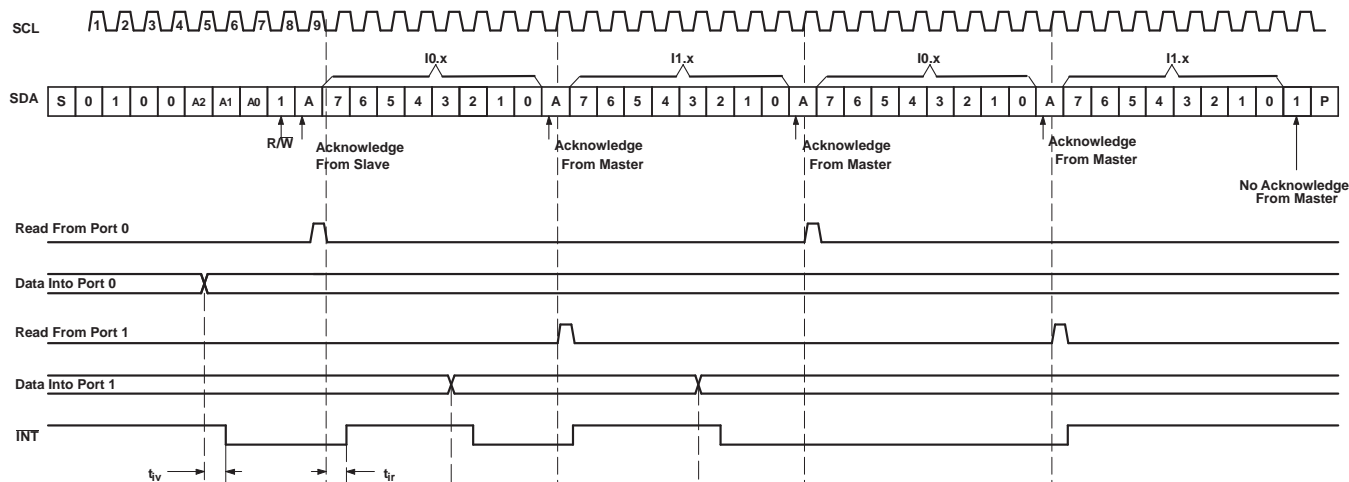 SCL 1 2 3 4 5 6 7 8 9
I0.x I1.x I0.x I1.x
SDA S 0 1 0 0 A2 A1 A0 1 A 7 6 5 4 3 2 1 0 A 7 6 5 4 3 2 1 0 A 7 6 5 4 3 2 1 0 A 7 6 5 4 3 2 1 0 1 P
R/W̅
Acknowledge
From Slave
Acknowledge
From Master
Acknowledge
From Master
Acknowledge
From Master
No Acknowledge
From Master
Read From Port 0
Data Into Port 0
Read From Port 1
Data Into Port 1
I̅N̅T̅
tiv tir